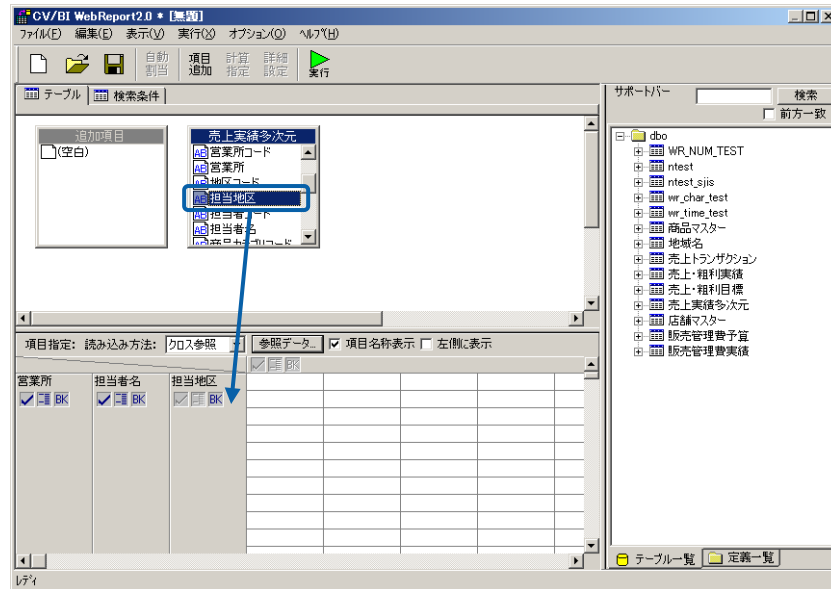 CV/BI WebReport2.0 * [無題]
ファイル(F) 編集(E) 表示(V) 実行(X) オプション(O) ヘルプ(H)
自動割当 項目追加 計算指定 詳細設定 実行
テーブル 検索条件
追加項目
(空白)
売上実績多次元
営業所コード
営業所
地区コード
担当地区
担当者コード
担当者名
商品カテゴリコード
項目指定: 読み込み方法: クロス参照 参照データ... 項目名称表示 左側に表示
BK
営業所 担当者名 担当地区
BK BK BK
サポートバー 検索
前方一致
dbo
WR_NUM_TEST
ntest
ntest_sjis
wr_char_test
wr_time_test
商品マスター
地域名
売上トランザクション
売上・粗利実績
売上・粗利目標
売上実績多次元
店舗マスター
販売管理費予算
販売管理費実績
テーブル一覧 定義一覧
レディ